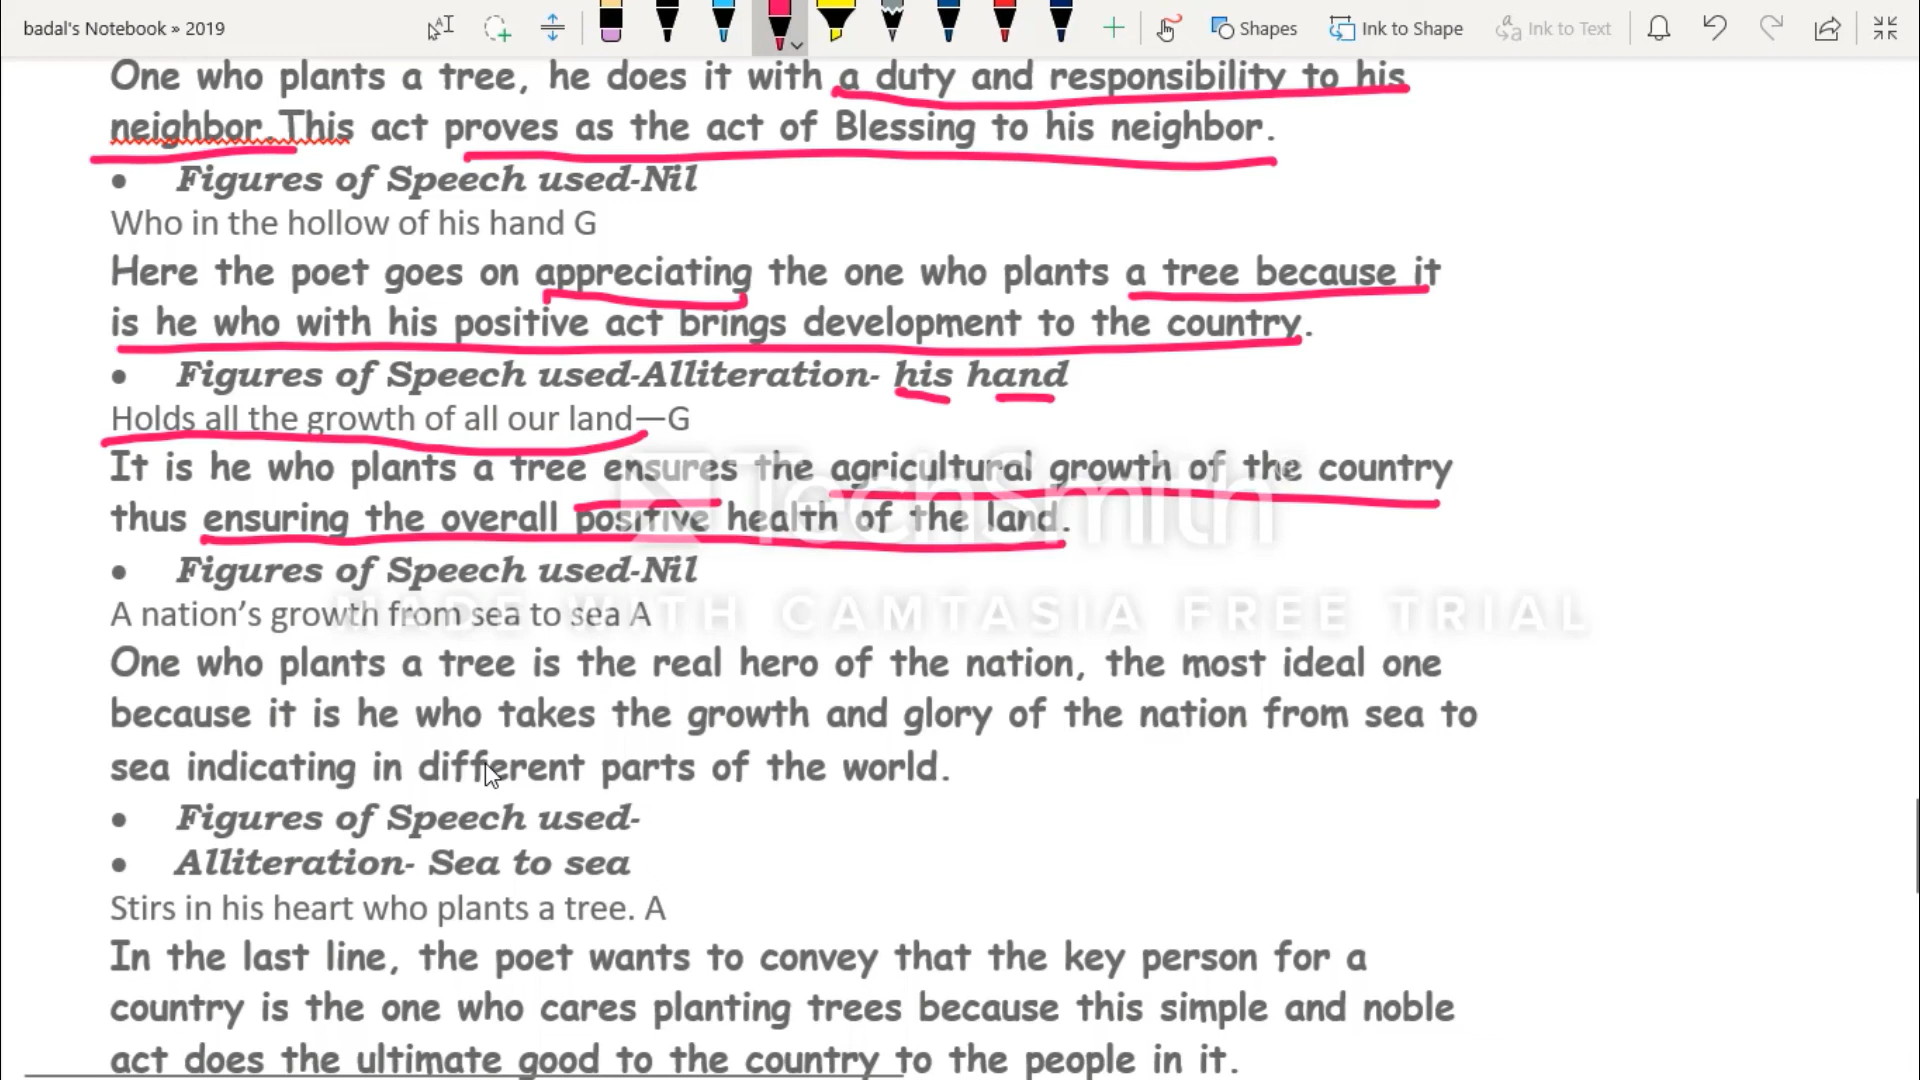 badal's Notebook » 2019
Shapes
Ink to Shape
Ink to Text
One who plants a tree, he does it with a duty and responsibility to his
neighbor.This act proves as the act of Blessing to his neighbor.
• Figures of Speech used-Nil
Who in the hollow of his hand G
Here the poet goes on appreciating the one who plants a tree because it
is he who with his positive act brings development to the country.
• Figures of Speech used-Alliteration- his hand
Holds all the growth of all our land—G
It is he who plants a tree ensures the agricultural growth of the country
thus ensuring the overall positive health of the land.
TechSmith
• Figures of Speech used-Nil
A nation’s growth from sea to sea A
MADE WITH CAMTASIA FREE TRIAL
One who plants a tree is the real hero of the nation, the most ideal one
because it is he who takes the growth and glory of the nation from sea to
sea indicating in different parts of the world.
• Figures of Speech used-
• Alliteration- Sea to sea
Stirs in his heart who plants a tree. A
In the last line, the poet wants to convey that the key person for a
country is the one who cares planting trees because this simple and noble
act does the ultimate good to the country to the people in it.